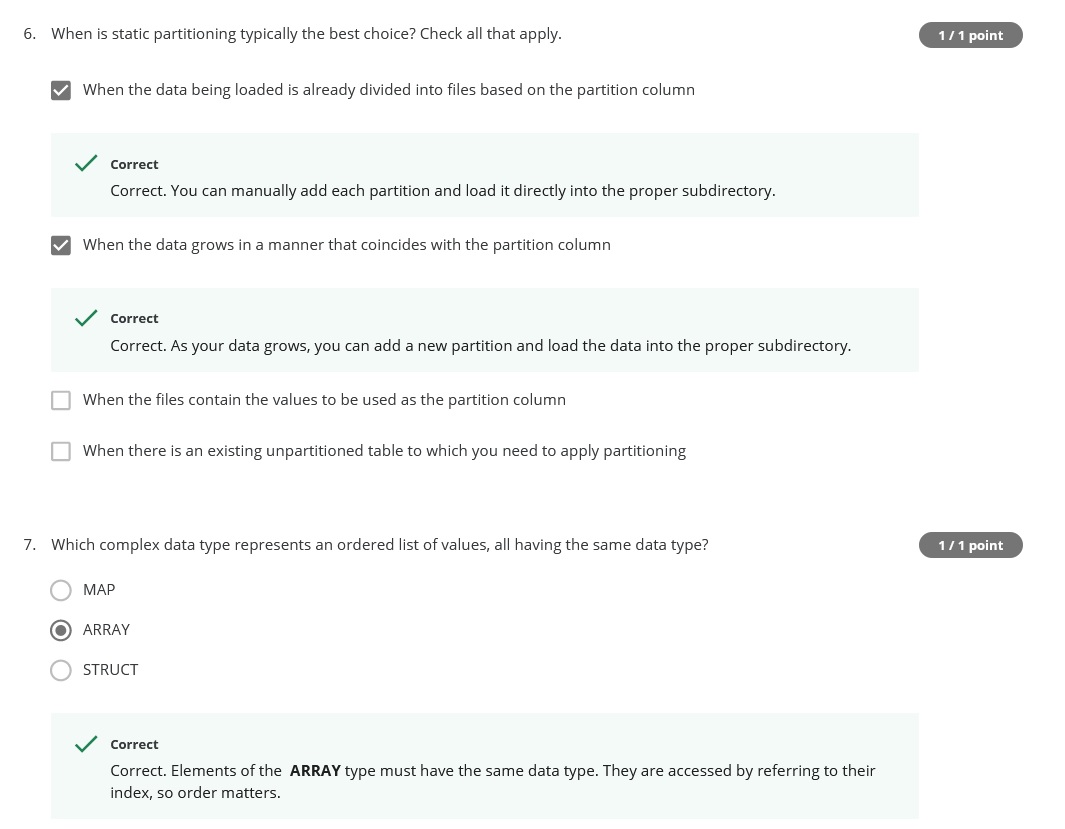 6. When is static partitioning typically the best choice? Check all that apply. 1 / 1 point
When the data being loaded is already divided into files based on the partition column
Correct
Correct. You can manually add each partition and load it directly into the proper subdirectory.
When the data grows in a manner that coincides with the partition column
Correct
Correct. As your data grows, you can add a new partition and load the data into the proper subdirectory.
When the files contain the values to be used as the partition column
When there is an existing unpartitioned table to which you need to apply partitioning
7. Which complex data type represents an ordered list of values, all having the same data type? 1 / 1 point
MAP
ARRAY
STRUCT
Correct
Correct. Elements of the ARRAY type must have the same data type. They are accessed by referring to their
index, so order matters.